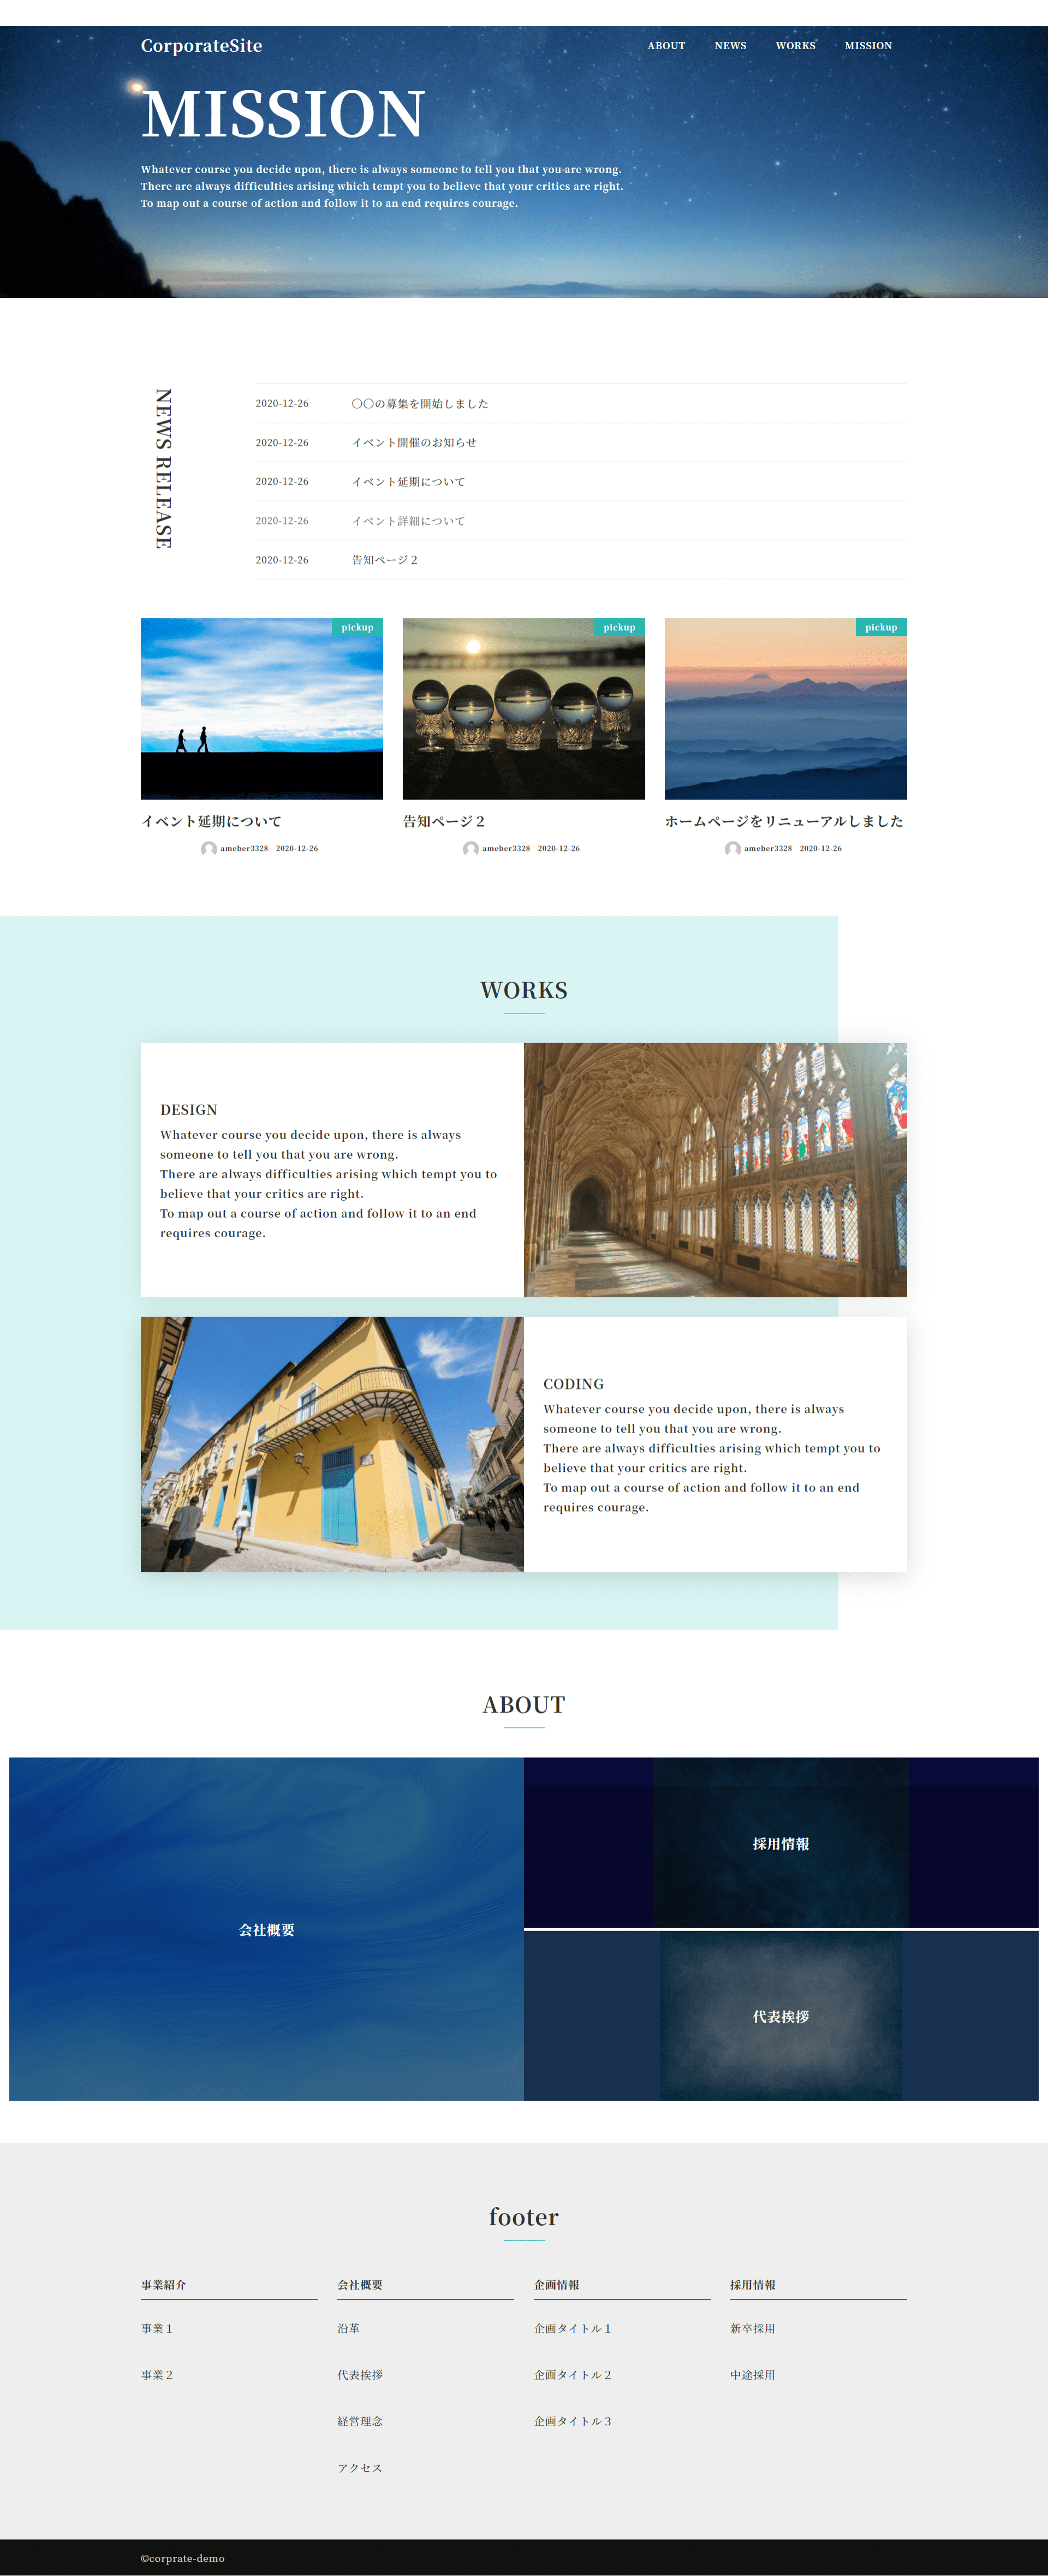 CorporateSite
ABOUT NEWS WORKS MISSION
MISSION
Whatever course you decide upon, there is always someone to tell you that you are wrong.
There are always difficulties arising which tempt you to believe that your critics are right.
To map out a course of action and follow it to an end requires courage.
NEWS RELEASE
2020-12-26 〇〇の募集を開始しました
2020-12-26 イベント開催のお知らせ
2020-12-26 イベント延期について
2020-12-26 イベント詳細について
2020-12-26 告知ページ２
pickup
イベント延期について
ameber3328 2020-12-26
pickup
告知ページ２
ameber3328 2020-12-26
pickup
ホームページをリニューアルしました
ameber3328 2020-12-26
WORKS
DESIGN
Whatever course you decide upon, there is always
someone to tell you that you are wrong.
There are always difficulties arising which tempt you to
believe that your critics are right.
To map out a course of action and follow it to an end
requires courage.
CODING
Whatever course you decide upon, there is always
someone to tell you that you are wrong.
There are always difficulties arising which tempt you to
believe that your critics are right.
To map out a course of action and follow it to an end
requires courage.
ABOUT
会社概要
採用情報
代表挨拶
footer
事業紹介
事業１
事業２
会社概要
沿革
代表挨拶
経営理念
アクセス
企画情報
企画タイトル１
企画タイトル２
企画タイトル３
採用情報
新卒採用
中途採用
©corprate-demo